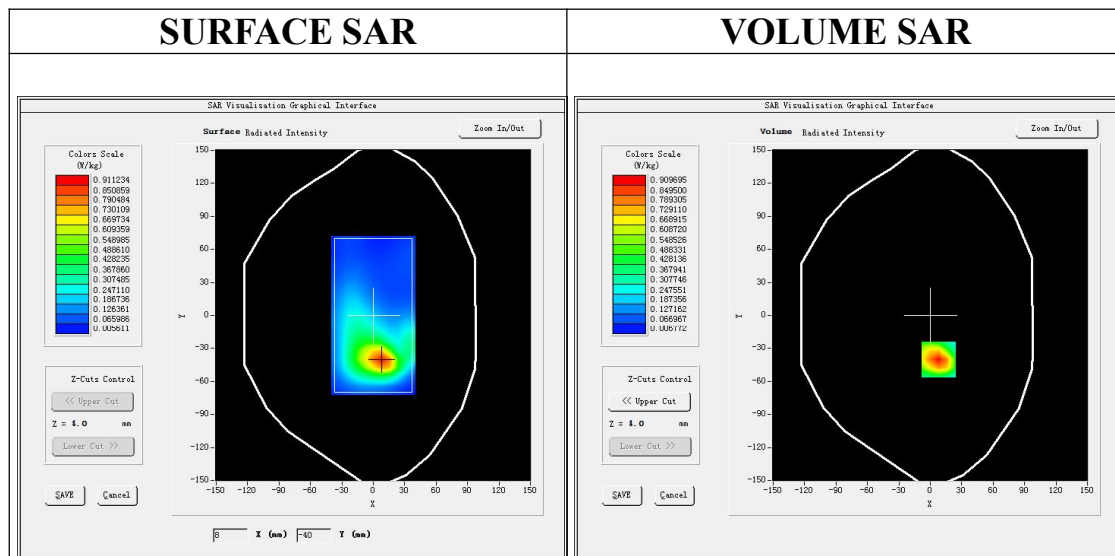 SURFACE SAR
VOLUME SAR
SAR Visualisation Graphical Interface
Surface Radiated Intensity
Zoom In/Out
Colors Scale
(W/kg)
0.911234
0.850859
0.790484
0.730109
0.669734
0.609359
0.548985
0.488610
0.428235
0.367860
0.307485
0.247110
0.186736
0.126361
0.065986
0.005611
Z-Cuts Control
<< Upper Cut
Z = 4.0 mm
Lower Cut >>
SAVE Cancel
150
120
90
60
30
0
-30
-60
-90
-120
-150
Y
-150 -120 -90 -60 -30 0 30 60 90 120 150
X
8 X (mm) -40 Y (mm)
SAR Visualisation Graphical Interface
Volume Radiated Intensity
Zoom In/Out
Colors Scale
(W/kg)
0.909695
0.849500
0.789305
0.729110
0.668915
0.608720
0.548526
0.488331
0.428136
0.367941
0.307746
0.247551
0.187356
0.127162
0.066967
0.006772
Z-Cuts Control
<< Upper Cut
Z = 4.0 mm
Lower Cut >>
SAVE Cancel
150
120
90
60
30
0
-30
-60
-90
-120
-150
Y
-150 -120 -90 -60 -30 0 30 60 90 120 150
X